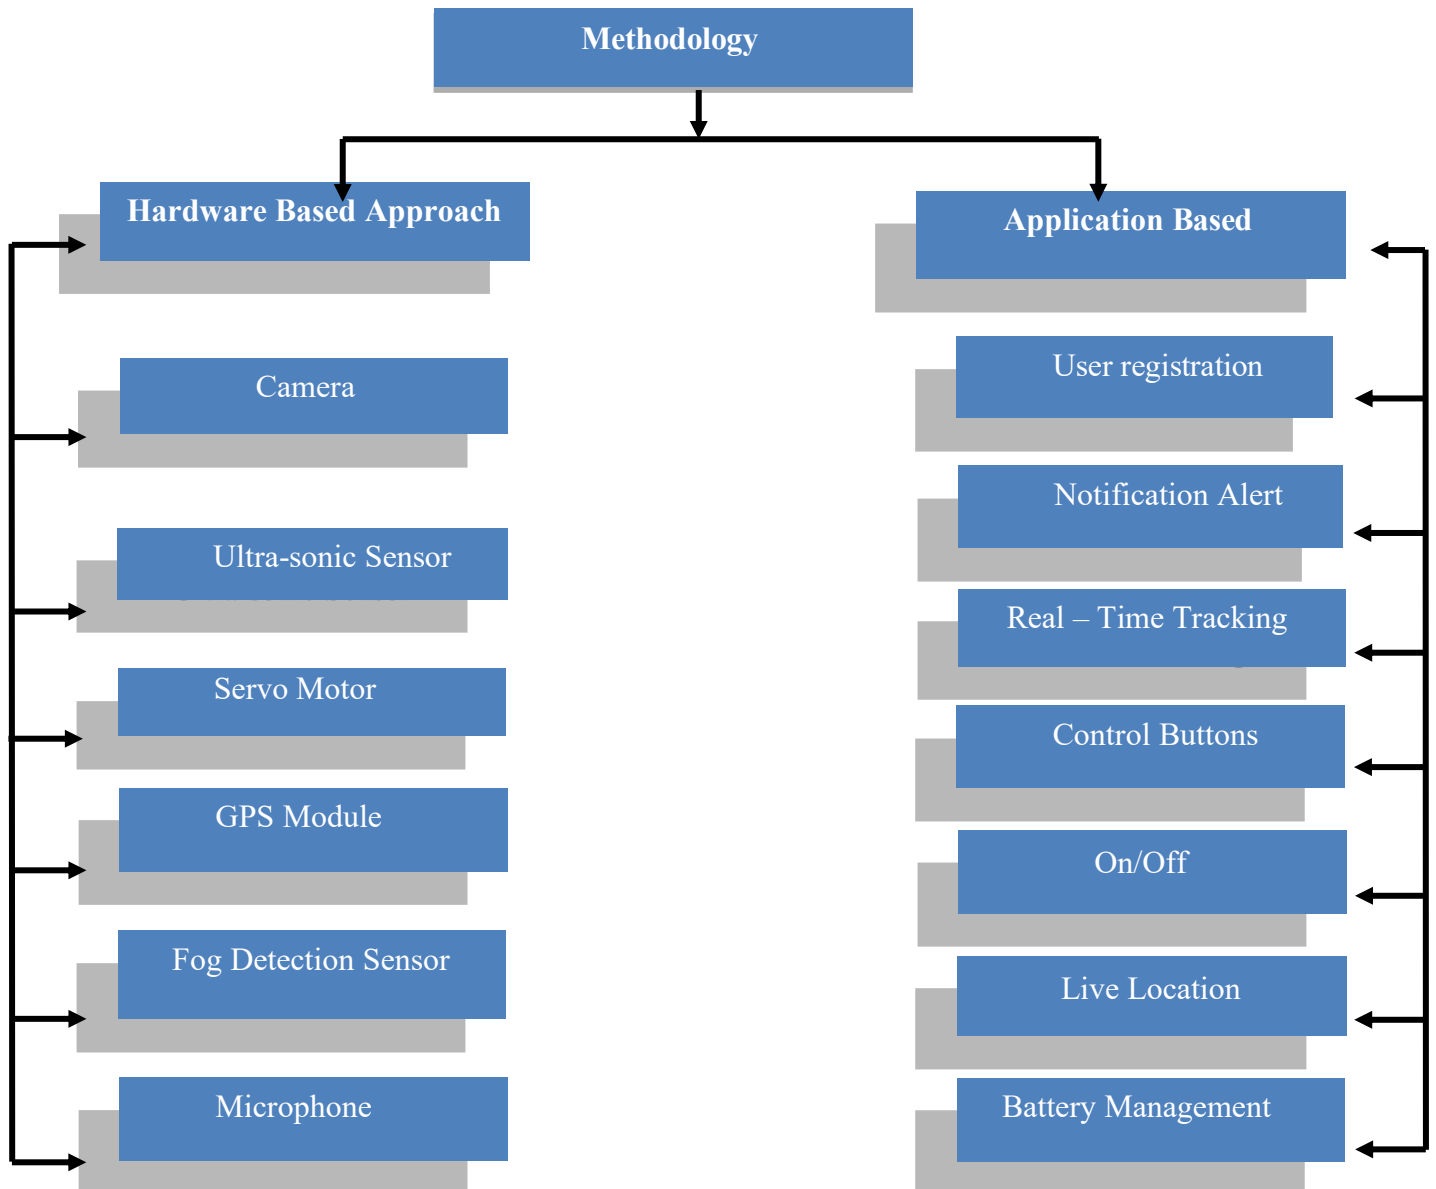 Methodology
Hardware Based Approach
Camera
Ultra-sonic Sensor
Servo Motor
GPS Module
Fog Detection Sensor
Microphone
Application Based
User registration
Notification Alert
Real – Time Tracking
Control Buttons
On/Off
Live Location
Battery Management